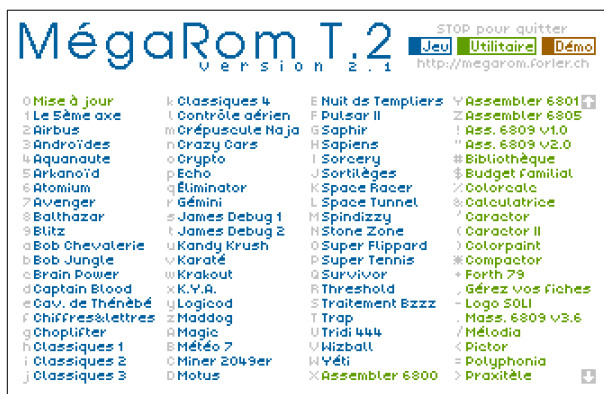 MégaRom T.2
version 2.1
STOP pour quitter
Jeu Utilitaire Démo
http://megarom.forler.ch
0 Mise à jour
1 Le 5ème axe
2 Airbus
3 Androïdes
4 Aquanaute
5 Arkanoïd
6 Atomium
7 Avenger
8 Balthazar
9 Blitz
a Bob Chevalerie
b Bob Jungle
c Brain Power
d Captain Blood
e Cav. de Thénèbé
f Chiffres&lettres
g Choplifter
h Classiques 1
i Classiques 2
j Classiques 3
k Classiques 4
l Contrôle aérien
m Crépuscule Naja
n Crazy Cars
o Crypto
p Echo
q Éliminator
r Gémini
s James Debug 1
t James Debug 2
u Kandy Krush
v Karaté
w Krakout
x K.Y.A.
y Logicod
z Maddog
A Magic
B Météo 7
C Miner 2049er
D Motus
E Nuit ds Templiers
F Pulsar II
G Saphir
H Sapiens
I Sorcery
J Sortilèges
K Space Racer
L Space Tunnel
M Spindizzy
N Stone Zone
O Super Flippard
P Super Tennis
Q Survivor
R Threshold
S Traitement Bzzz
T Trap
U Tridi 444
V Wizball
W Yéti
X Assembler 6800
Y Assembler 6801
Z Assembler 6805
! Ass. 6809 v1.0
" Ass. 6809 v2.0
# Bibliothèque
$ Budget familial
% Coloreale
& Calculatrice
' Caractor
( Caractor II
) Colorpaint
* Compactor
+ Forth 79
, Gérez vos fiches
- Logo SOLI
. Mass. 6809 v3.6
/ Mélodia
< Pictor
= Polyphonia
> Praxitèle